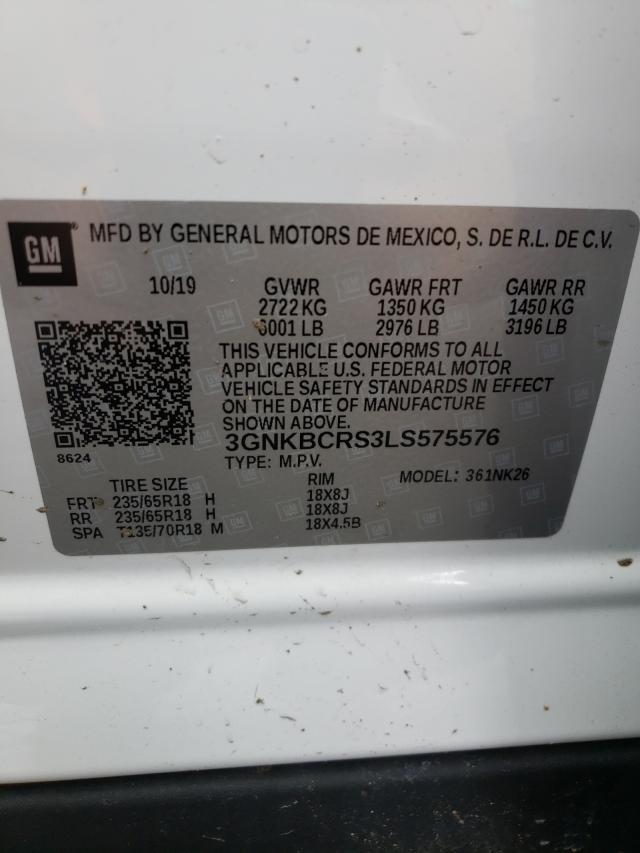 GM ® MFD BY GENERAL MOTORS DE MEXICO, S. DE R.L. DE C.V.
10/19 GVWR GAWR FRT GAWR RR
2722 KG 1350 KG 1450 KG
6001 LB 2976 LB 3196 LB
THIS VEHICLE CONFORMS TO ALL
APPLICABLE U.S. FEDERAL MOTOR
VEHICLE SAFETY STANDARDS IN EFFECT
ON THE DATE OF MANUFACTURE
SHOWN ABOVE.
3GNKBCRS3LS575576
8624
TYPE: M.P.V. MODEL: 361NK26
TIRE SIZE RIM
FRT 235/65R18 H 18X8J
RR 235/65R18 H 18X8J
SPA T135/70R18 M 18X4.5B